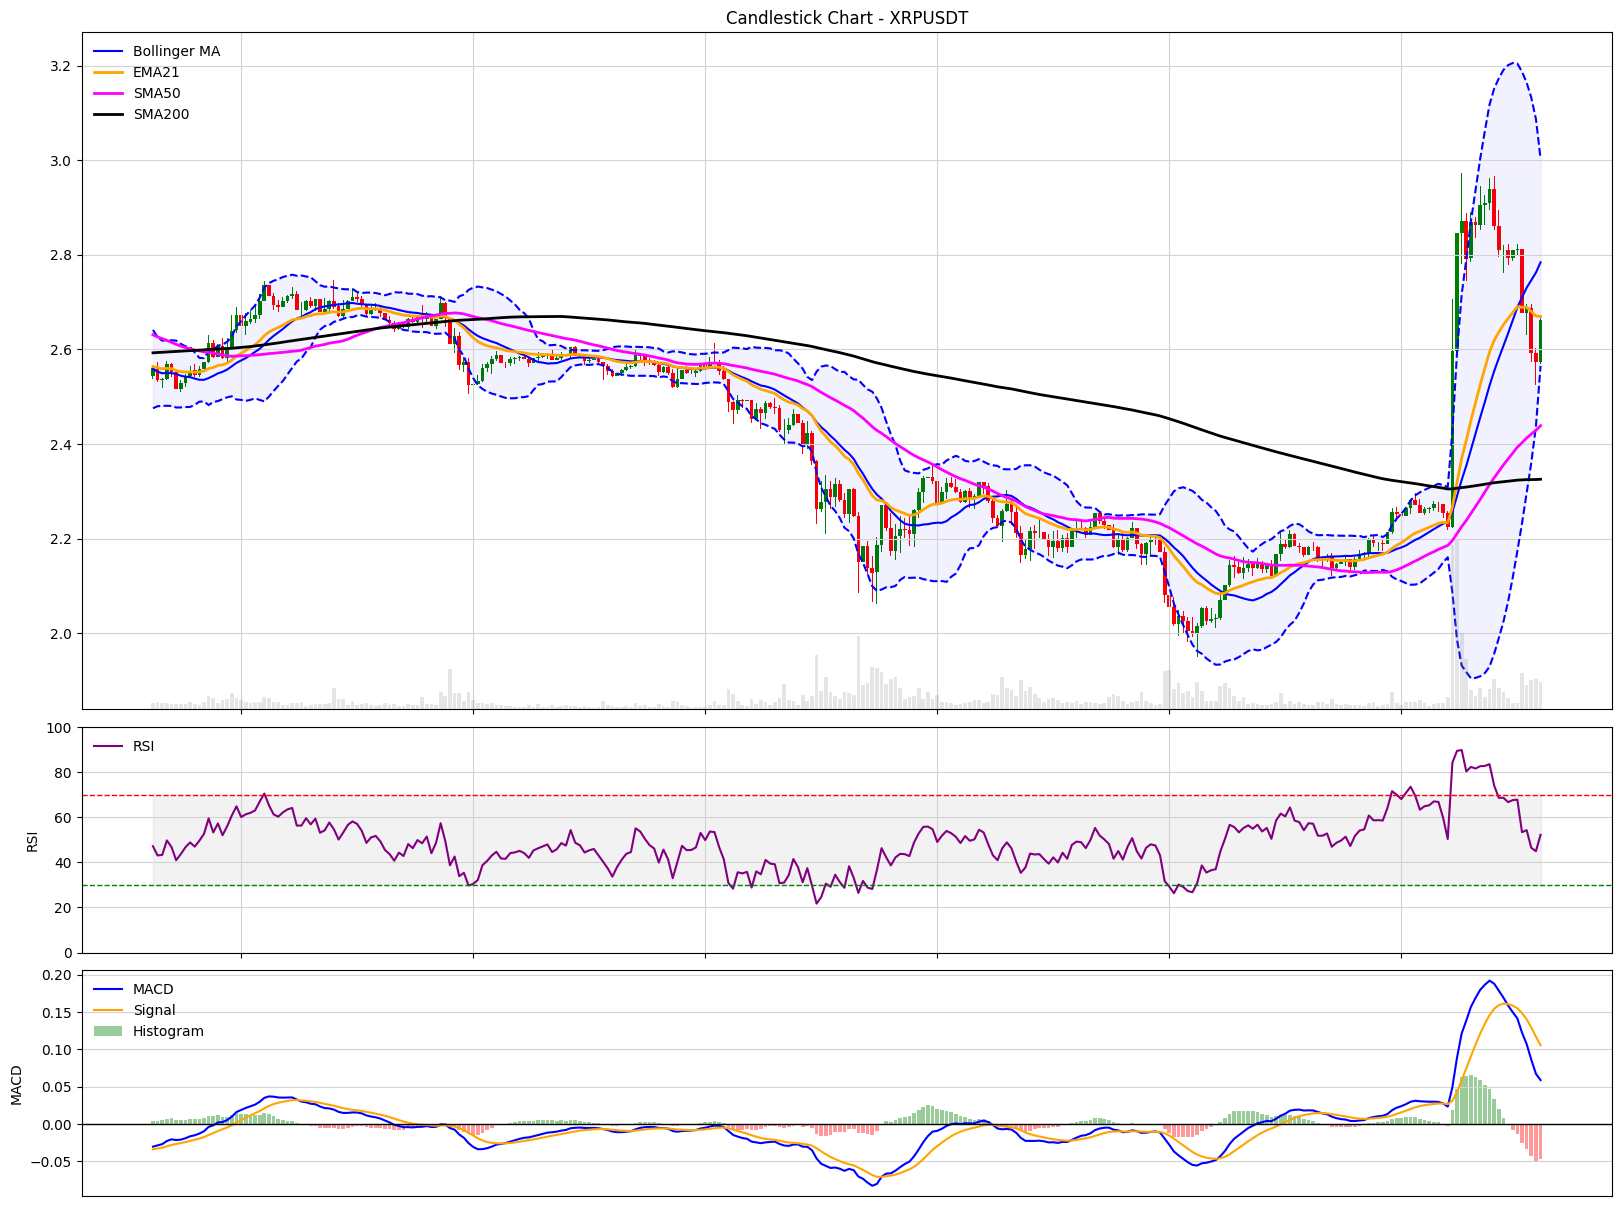 Candlestick Chart - XRPUSDT
Bollinger MA
EMA21
SMA50
SMA200
3.2
3.0
2.8
2.6
2.4
2.2
2.0
RSI
RSI
100
80
60
40
20
0
MACD
Signal
Histogram
MACD
0.20
0.15
0.10
0.05
0.00
−0.05